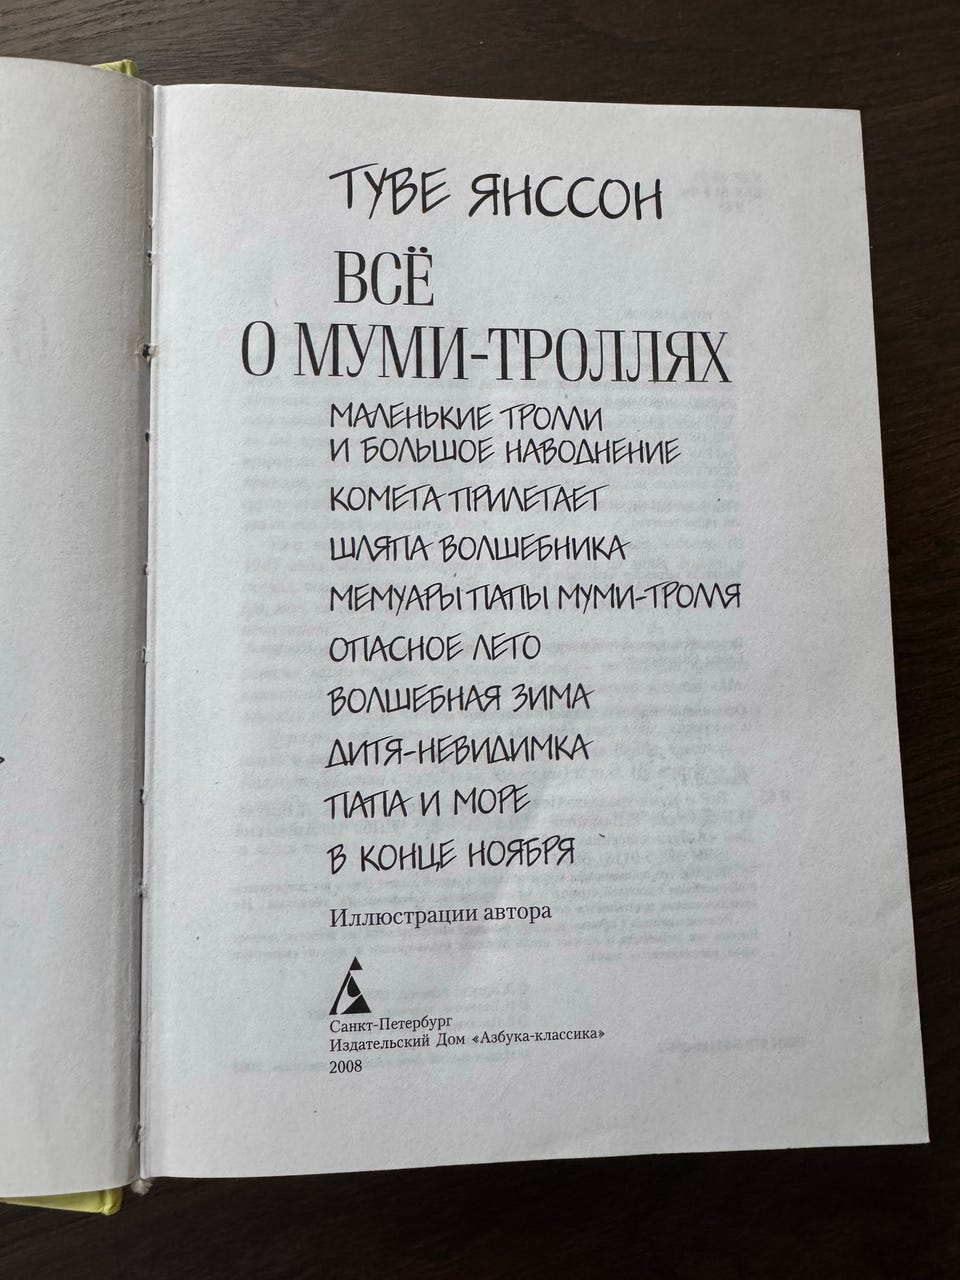 ТУВЕ ЯНССОН
ВСЁ
О МУМИ-ТРОЛЛЯХ
МАЛЕНЬКИЕ ТРОЛЛИ
И БОЛЬШОЕ НАВОДНЕНИЕ
КОМЕТА ПРИЛЕТАЕТ
ШЛЯПА ВОЛШЕБНИКА
МЕМУАРЫ ПАПЫ МУМИ-ТРОЛЛЯ
ОПАСНОЕ ЛЕТО
ВОЛШЕБНАЯ ЗИМА
ДИТЯ-НЕВИДИМКА
ПАПА И МОРЕ
В КОНЦЕ НОЯБРЯ
Иллюстрации автора
Санкт-Петербург
Издательский Дом «Азбука-классика»
2008